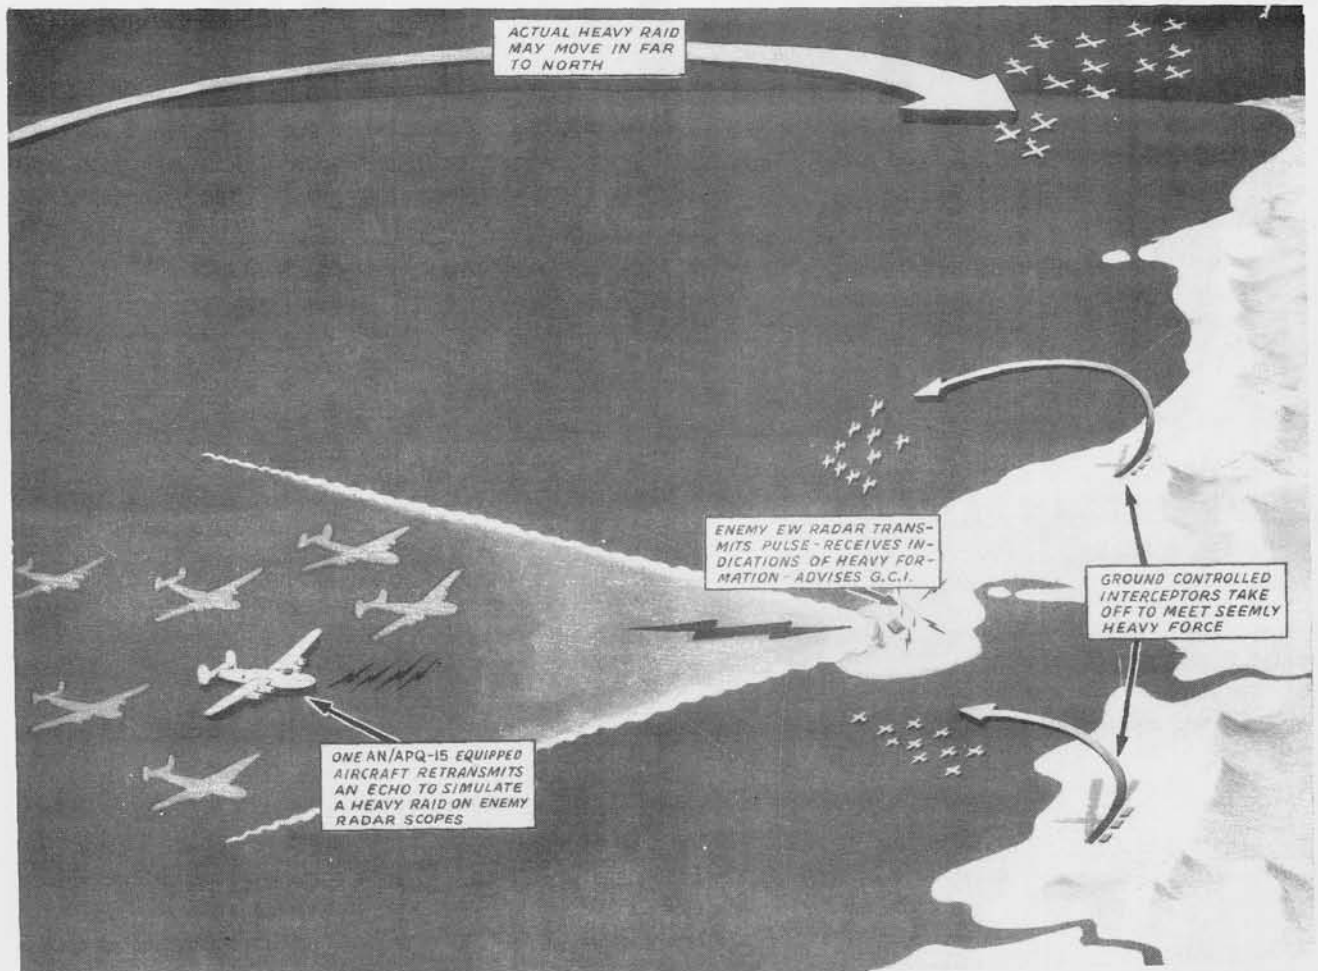 ACTUAL HEAVY RAID
MAY MOVE IN FAR
TO NORTH
ENEMY EW RADAR TRANS-
MITS PULSE - RECEIVES IN-
DICATIONS OF HEAVY FOR-
MATION - ADVISES G.C.I.
GROUND CONTROLLED
INTERCEPTORS TAKE
OFF TO MEET SEEMLY
HEAVY FORCE
ONE AN/APQ-15 EQUIPPED
AIRCRAFT RETRANSMITS
AN ECHO TO SIMULATE
A HEAVY RAID ON ENEMY
RADAR SCOPES